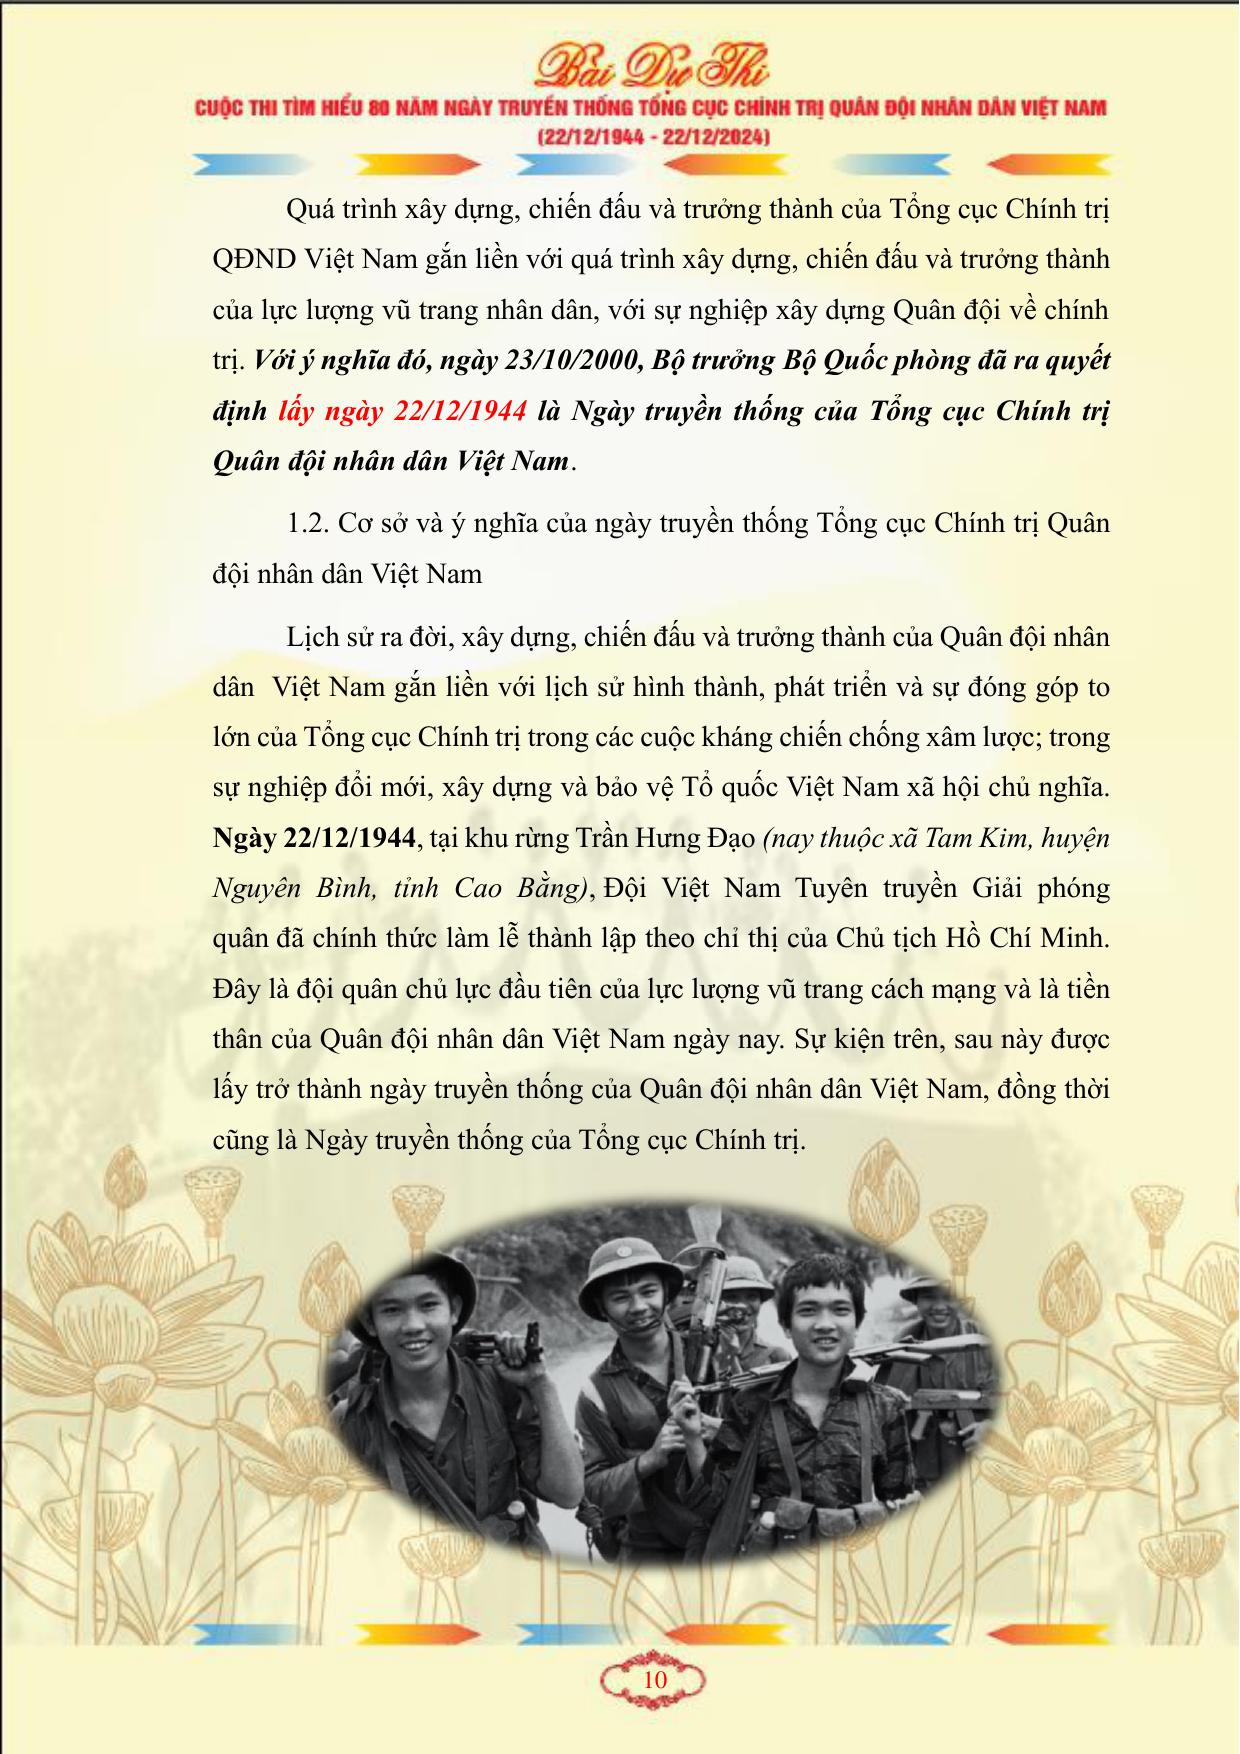 Bài Dự Thi
CUỘC THI TÌM HIỂU 80 NĂM NGÀY TRUYỀN THỐNG TỔNG CỤC CHÍNH TRỊ QUÂN ĐỘI NHÂN DÂN VIỆT NAM
(22/12/1944 - 22/12/2024)
Quá trình xây dựng, chiến đấu và trưởng thành của Tổng cục Chính trị
QĐND Việt Nam gắn liền với quá trình xây dựng, chiến đấu và trưởng thành
của lực lượng vũ trang nhân dân, với sự nghiệp xây dựng Quân đội về chính
trị. Với ý nghĩa đó, ngày 23/10/2000, Bộ trưởng Bộ Quốc phòng đã ra quyết
định lấy ngày 22/12/1944 là Ngày truyền thống của Tổng cục Chính trị
Quân đội nhân dân Việt Nam.
1.2. Cơ sở và ý nghĩa của ngày truyền thống Tổng cục Chính trị Quân
đội nhân dân Việt Nam
Lịch sử ra đời, xây dựng, chiến đấu và trưởng thành của Quân đội nhân
dân Việt Nam gắn liền với lịch sử hình thành, phát triển và sự đóng góp to
lớn của Tổng cục Chính trị trong các cuộc kháng chiến chống xâm lược; trong
sự nghiệp đổi mới, xây dựng và bảo vệ Tổ quốc Việt Nam xã hội chủ nghĩa.
Ngày 22/12/1944, tại khu rừng Trần Hưng Đạo (nay thuộc xã Tam Kim, huyện
Nguyên Bình, tỉnh Cao Bằng), Đội Việt Nam Tuyên truyền Giải phóng
quân đã chính thức làm lễ thành lập theo chỉ thị của Chủ tịch Hồ Chí Minh.
Đây là đội quân chủ lực đầu tiên của lực lượng vũ trang cách mạng và là tiền
thân của Quân đội nhân dân Việt Nam ngày nay. Sự kiện trên, sau này được
lấy trở thành ngày truyền thống của Quân đội nhân dân Việt Nam, đồng thời
cũng là Ngày truyền thống của Tổng cục Chính trị.
10